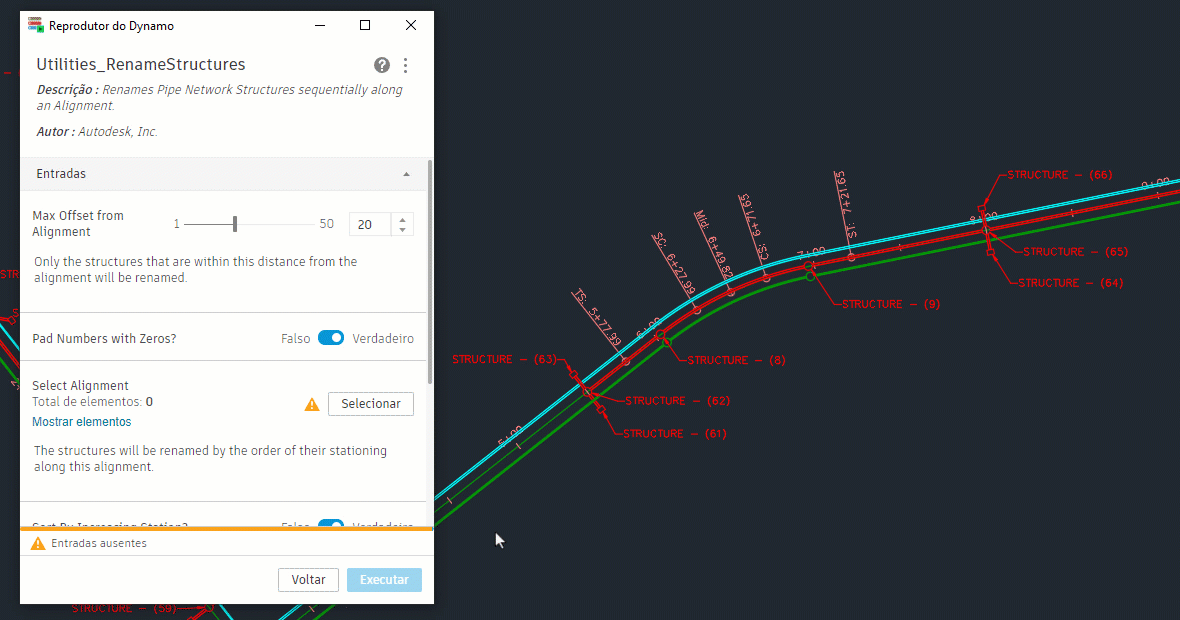 Reprodutor do Dynamo
Utilities_RenameStructures
Descrição : Renames Pipe Network Structures sequentially along
an Alignment.
Autor : Autodesk, Inc.
Entradas
Max Offset from
Alignment
1
50
20
Only the structures that are within this distance from the
alignment will be renamed.
Pad Numbers with Zeros?
Falso
Verdadeiro
Select Alignment
Total de elementos: 0
Mostrar elementos
Selecionar
The structures will be renamed by the order of their stationing
along this alignment.
Sort By Increasing Station?
Falso
Verdadeiro
Entradas ausentes
Voltar
Executar
STRUCTURE - (66)
STRUCTURE - (65)
STRUCTURE - (64)
STRUCTURE - (9)
STRUCTURE - (8)
STRUCTURE - (63)
STRUCTURE - (62)
STRUCTURE - (61)
STRUCTURE - (59)
TS: 5+77.99
SC: 6+27.99
Mid: 6+49.82
CS: 6+71.65
ST: 7+21.65
5+00
6+00
7+00